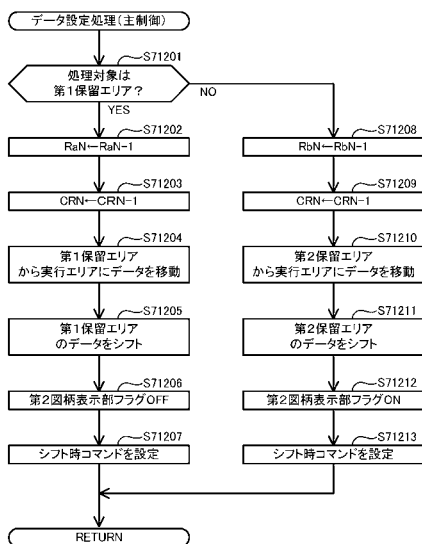 データ設定処理(主制御)
S71201
処理対象は
第1保留エリア?
NO
YES
S71202
RaN←RaN-1
S71203
CRN←CRN-1
S71204
第1保留エリア
から実行エリアにデータを移動
S71205
第1保留エリア
のデータをシフト
S71206
第2図柄表示部フラグOFF
S71207
シフト時コマンドを設定
S71208
RbN←RbN-1
S71209
CRN←CRN-1
S71210
第2保留エリア
から実行エリアにデータを移動
S71211
第2保留エリア
のデータをシフト
S71212
第2図柄表示部フラグON
S71213
シフト時コマンドを設定
RETURN